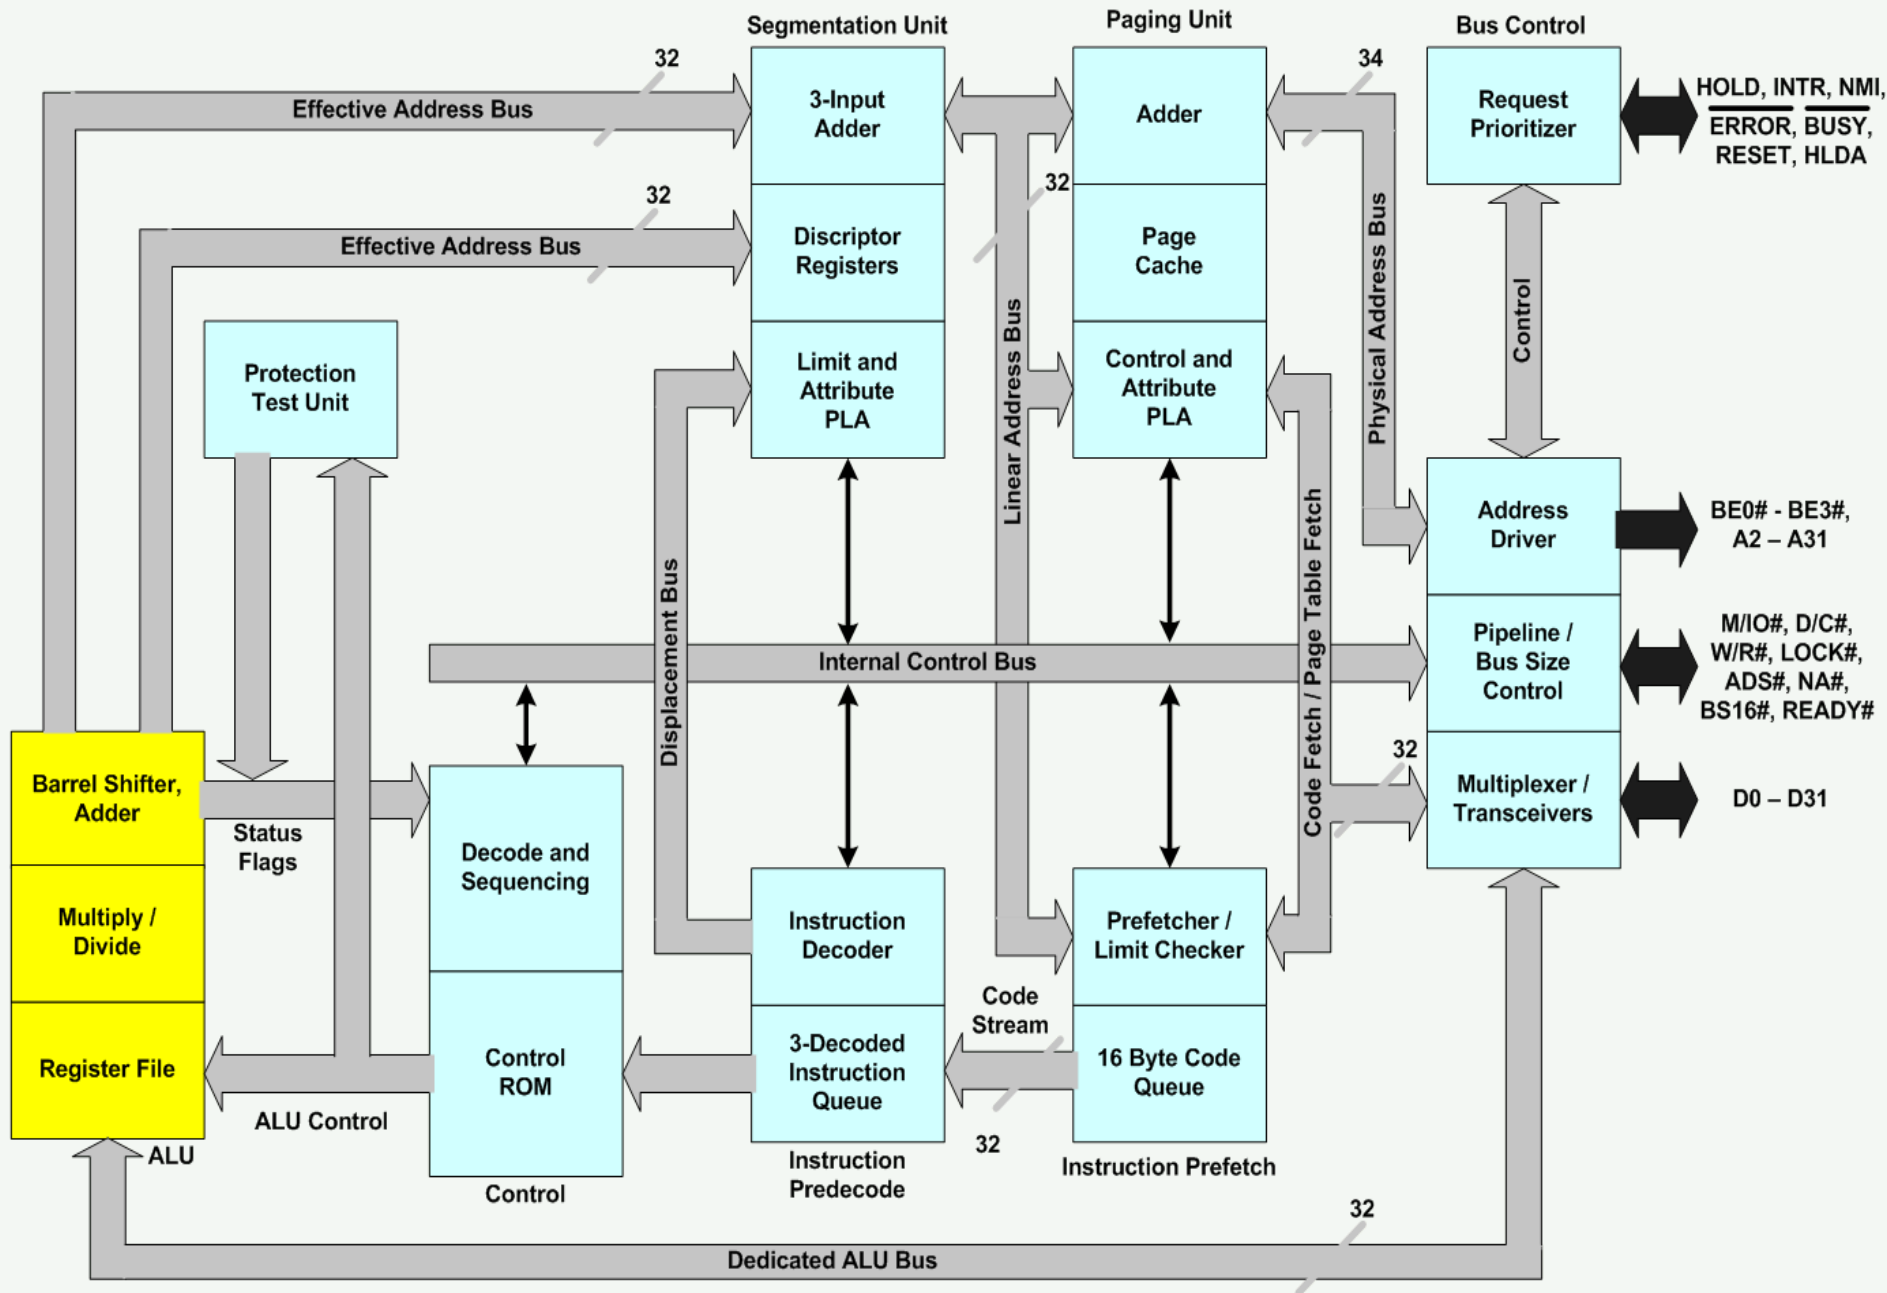 Segmentation Unit
Paging Unit
Bus Control
32
Effective Address Bus
3-Input
Adder
Adder
34
Request
Prioritizer
HOLD, INTR, NMI,
ERROR, BUSY,
RESET, HLDA
32
Effective Address Bus
Discriptor
Registers
32
Page
Cache
Physical Address Bus
Control
Protection
Test Unit
Limit and
Attribute
PLA
Linear Address Bus
Control and
Attribute
PLA
Code Fetch / Page Table Fetch
Address
Driver
BE0# - BE3#,
A2 – A31
Displacement Bus
Internal Control Bus
Pipeline /
Bus Size
Control
M/IO#, D/C#,
W/R#, LOCK#,
ADS#, NA#,
BS16#, READY#
Barrel Shifter,
Adder
Status
Flags
32
Multiplexer /
Transceivers
D0 – D31
Decode and
Sequencing
Multiply /
Divide
Instruction
Decoder
Prefetcher /
Limit Checker
Code
Stream
Register File
Control
ROM
3-Decoded
Instruction
Queue
16 Byte Code
Queue
ALU Control
32
ALU
Control
Instruction
Predecode
Instruction Prefetch
32
Dedicated ALU Bus